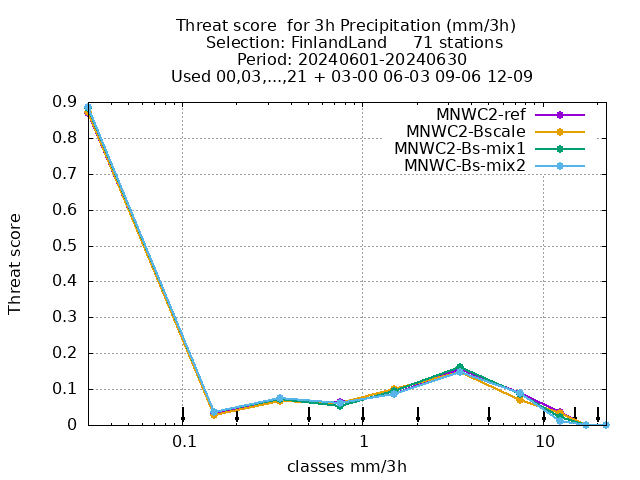 Threat score  for 3h Precipitation (mm/3h)
Selection: FinlandLand     71 stations
Period: 20240601-20240630
Used 00,03,...,21 + 03-00 06-03 09-06 12-09
MNWC2-ref
MNWC2-Bscale
MNWC2-Bs-mix1
MNWC-Bs-mix2
Threat score
0.9
0.8
0.7
0.6
0.5
0.4
0.3
0.2
0.1
0
0.1 1 10
classes mm/3h